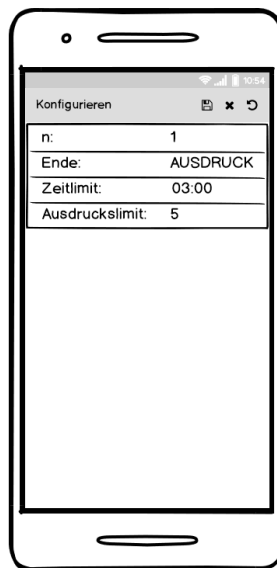 10:54
Konfigurieren
n: 1
Ende: AUSDRUCK
Zeitlimit: 03:00
Ausdruckslimit: 5